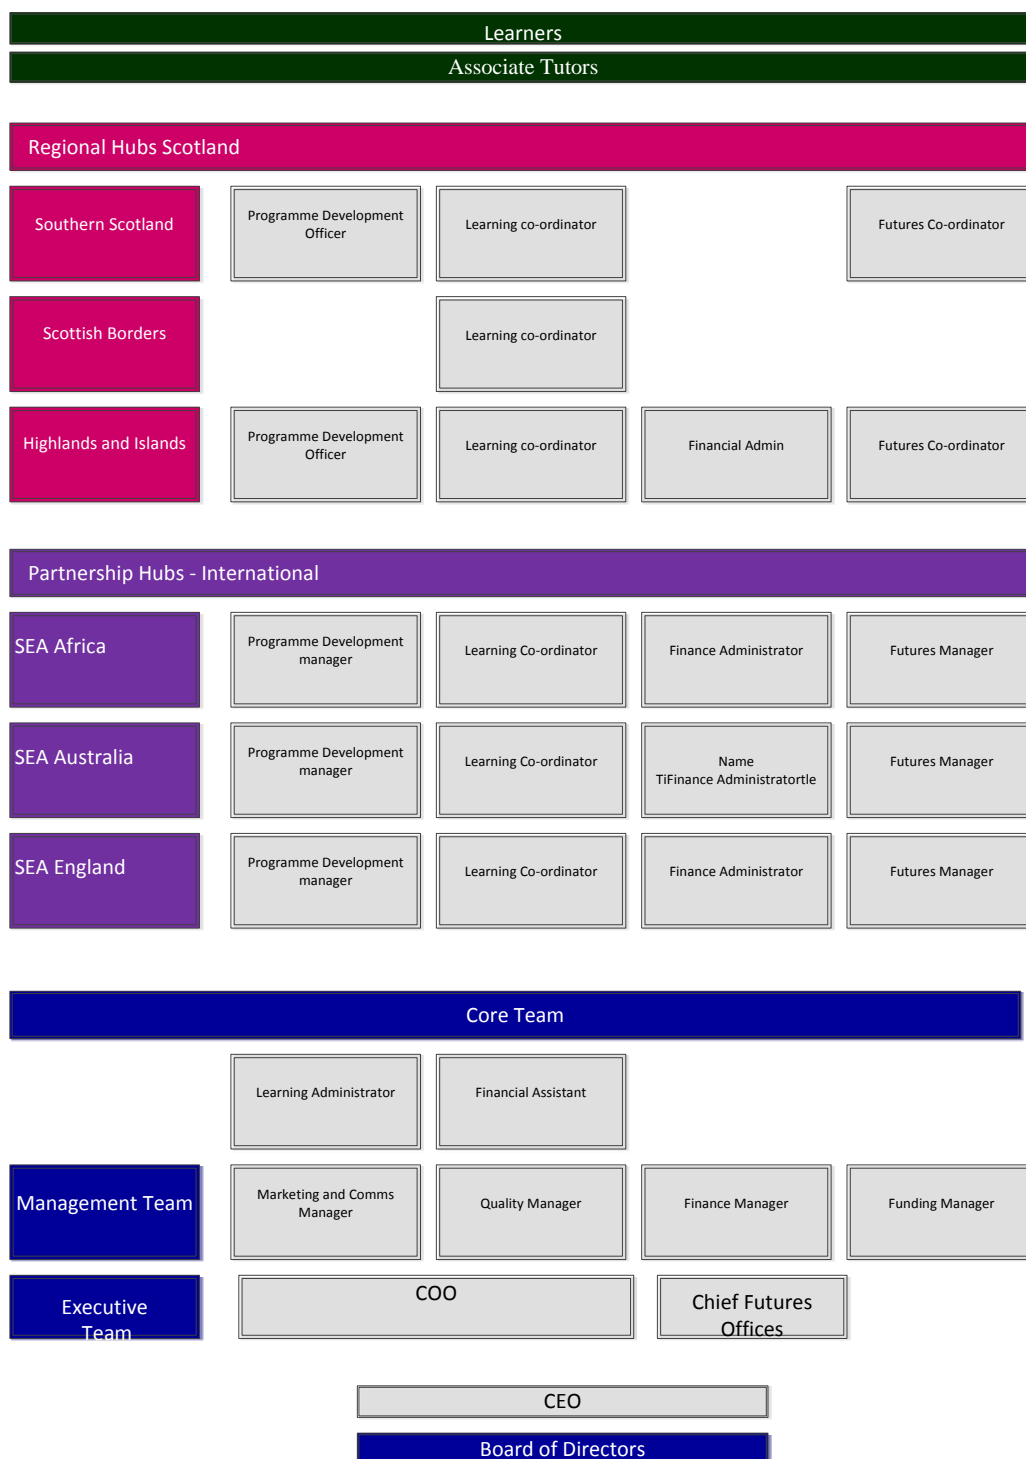 Learners
Associate Tutors
Regional Hubs Scotland
Southern Scotland
Programme Development
Officer
Learning co-ordinator
Futures Co-ordinator
Scottish Borders
Learning co-ordinator
Highlands and Islands
Programme Development
Officer
Learning co-ordinator
Financial Admin
Futures Co-ordinator
Partnership Hubs - International
SEA Africa
Programme Development
manager
Learning Co-ordinator
Finance Administrator
Futures Manager
SEA Australia
Programme Development
manager
Learning Co-ordinator
Name
TiFinance Administratortle
Futures Manager
SEA England
Programme Development
manager
Learning Co-ordinator
Finance Administrator
Futures Manager
Core Team
Learning Administrator
Financial Assistant
Management Team
Marketing and Comms
Manager
Quality Manager
Finance Manager
Funding Manager
Executive
Team
COO
Chief Futures
Offices
CEO
Board of Directors